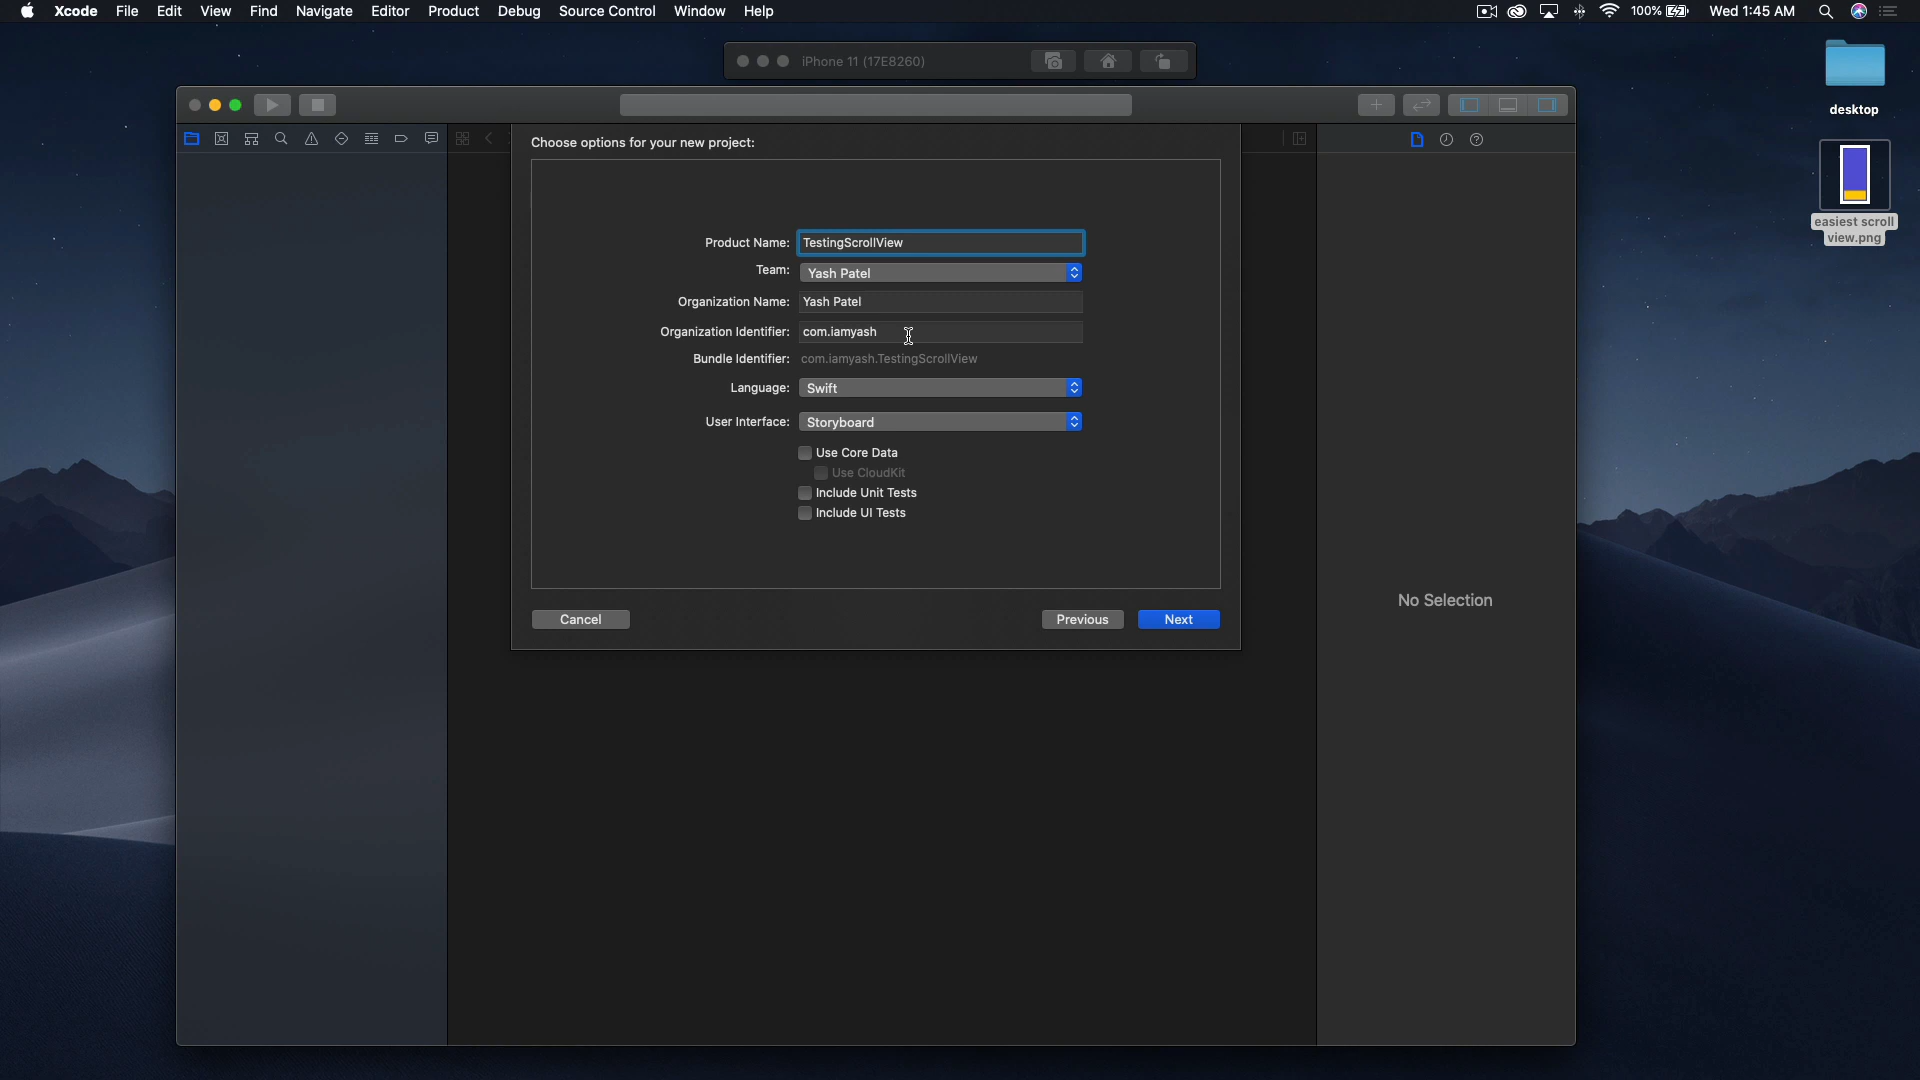 Xcode File Edit View Find Navigate Editor Product Debug Source Control Window Help
100% Wed 1:45 AM
iPhone 11 (17E8260)
desktop
easiest scroll
view.png
Choose options for your new project:
Product Name: TestingScrollView
Team: Yash Patel
Organization Name: Yash Patel
Organization Identifier: com.iamyash
Bundle Identifier: com.iamyash.TestingScrollView
Language: Swift
User Interface: Storyboard
Use Core Data
Use CloudKit
Include Unit Tests
Include UI Tests
Cancel Previous Next
No Selection